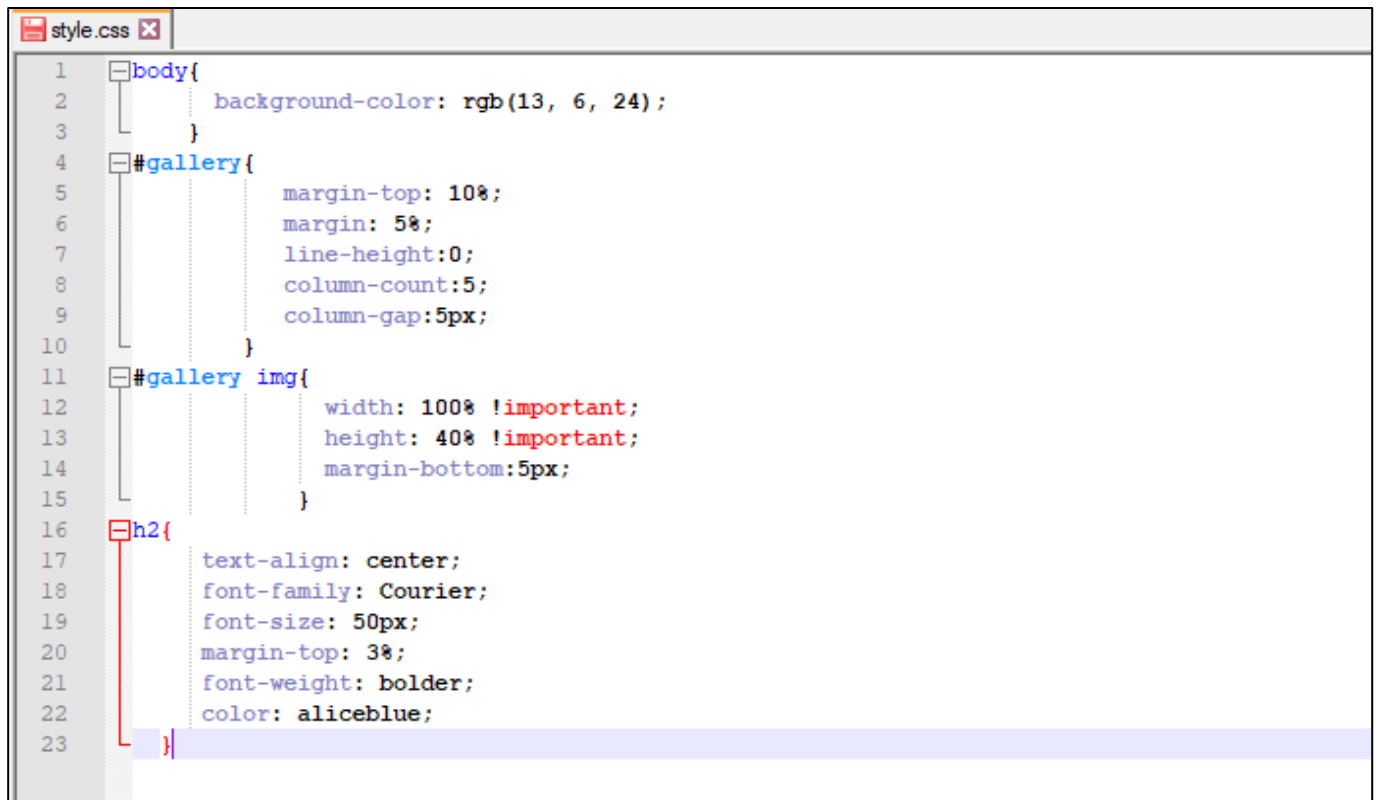 style.css
1 body{
2 background-color: rgb(13, 6, 24);
3 }
4 #gallery{
5 margin-top: 10%;
6 margin: 5%;
7 line-height:0;
8 column-count:5;
9 column-gap:5px;
10 }
11 #gallery img{
12 width: 100% !important;
13 height: 40% !important;
14 margin-bottom:5px;
15 }
16 h2{
17 text-align: center;
18 font-family: Courier;
19 font-size: 50px;
20 margin-top: 3%;
21 font-weight: bolder;
22 color: aliceblue;
23 }